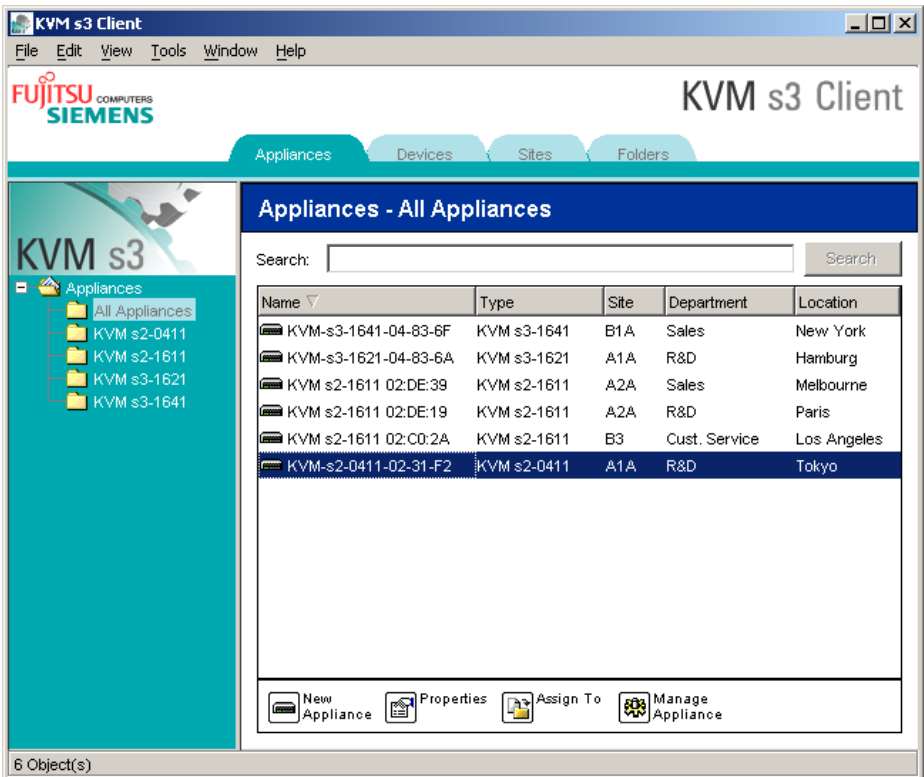 KVM s3 Client
File Edit View Tools Window Help
FUJITSU COMPUTERS
SIEMENS
KVM s3 Client
Appliances Devices Sites Folders
KVM s3
Appliances
All Appliances
KVM s2-0411
KVM s2-1611
KVM s3-1621
KVM s3-1641
Appliances - All Appliances
Search: Search
Name Type Site Department Location
KVM-s3-1641-04-83-6F KVM s3-1641 B1A Sales New York
KVM-s3-1621-04-83-6A KVM s3-1621 A1A R&D Hamburg
KVM s2-1611 02:DE:39 KVM s2-1611 A2A Sales Melbourne
KVM s2-1611 02:DE:19 KVM s2-1611 A2A R&D Paris
KVM s2-1611 02:C0:2A KVM s2-1611 B3 Cust. Service Los Angeles
KVM-s2-0411-02-31-F2 KVM s2-0411 A1A R&D Tokyo
New Appliance Properties Assign To Manage Appliance
6 Object(s)